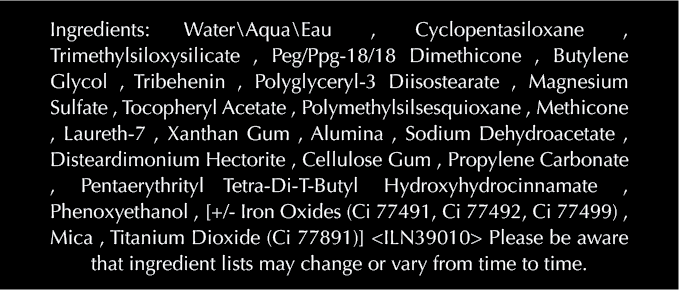 Ingredients: Water\Aqua\Eau , Cyclopentasiloxane ,
Trimethylsiloxysilicate , Peg/Ppg-18/18 Dimethicone , Butylene
Glycol , Tribehenin , Polyglyceryl-3 Diisostearate , Magnesium
Sulfate , Tocopheryl Acetate , Polymethylsilsesquioxane , Methicone
, Laureth-7 , Xanthan Gum , Alumina , Sodium Dehydroacetate ,
Disteardimonium Hectorite , Cellulose Gum , Propylene Carbonate
, Pentaerythrityl Tetra-Di-T-Butyl Hydroxyhydrocinnamate ,
Phenoxyethanol , [+/- Iron Oxides (Ci 77491, Ci 77492, Ci 77499) ,
Mica , Titanium Dioxide (Ci 77891)] <ILN39010> Please be aware
that ingredient lists may change or vary from time to time.